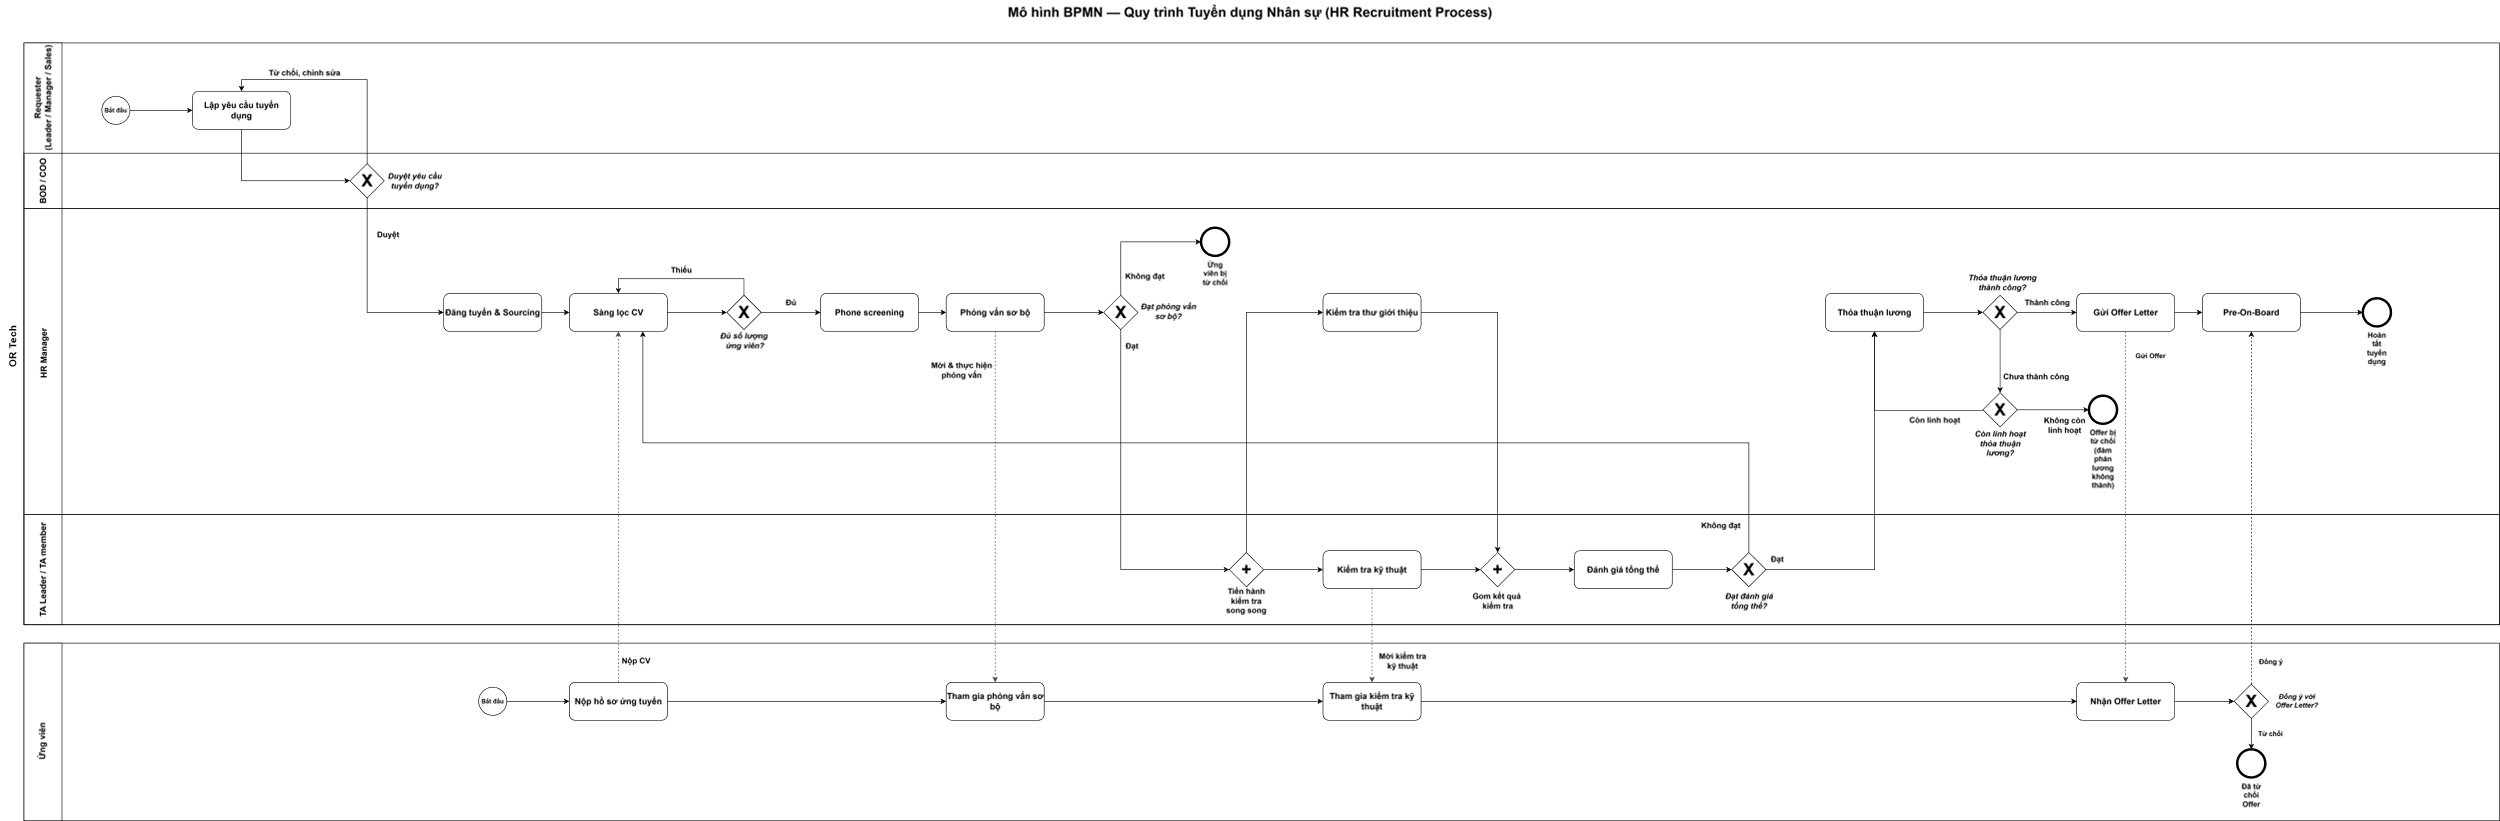 Mô hình BPMN — Quy trình Tuyển dụng Nhân sự (HR Recruitment Process)
OR Tech
Requester
(Leader / Manager / Sales)
Bắt đầu
Lập yêu cầu tuyển
dụng
Từ chối, chỉnh sửa
BOD / COO
X
Duyệt yêu cầu
tuyển dụng?
HR Manager
Duyệt
Đăng tuyển & Sourcing
Sàng lọc CV
Thiếu
X
Đủ số lượng
ứng viên?
Đủ
Phone screening
Phỏng vấn sơ bộ
Mời & thực hiện
phỏng vấn
X
Đạt phỏng vấn
sơ bộ?
Không đạt
Đạt
Ứng
viên bị
từ chối
Kiểm tra thư giới thiệu
Thỏa thuận lương
Thỏa thuận lương
thành công?
X
Thành công
Gửi Offer Letter
Pre-On-Board
Hoàn
tất
tuyển
dụng
Gửi Offer
Chưa thành công
X
Còn linh hoạt
Còn linh hoạt
thỏa thuận
lương?
Không còn
linh hoạt
Offer bị
từ chối
(đàm
phán
lương
không
thành)
TA Leader / TA member
+
Tiến hành
kiểm tra
song song
Kiểm tra kỹ thuật
+
Gom kết quả
kiểm tra
Đánh giá tổng thể
Không đạt
X
Đạt
Đạt đánh giá
tổng thể?
Ứng viên
Bắt đầu
Nộp CV
Nộp hồ sơ ứng tuyển
Tham gia phỏng vấn sơ
bộ
Mời kiểm tra
kỹ thuật
Tham gia kiểm tra kỹ
thuật
Nhận Offer Letter
Đồng ý
X
Đồng ý với
Offer Letter?
Từ chối
Đã từ
chối
Offer